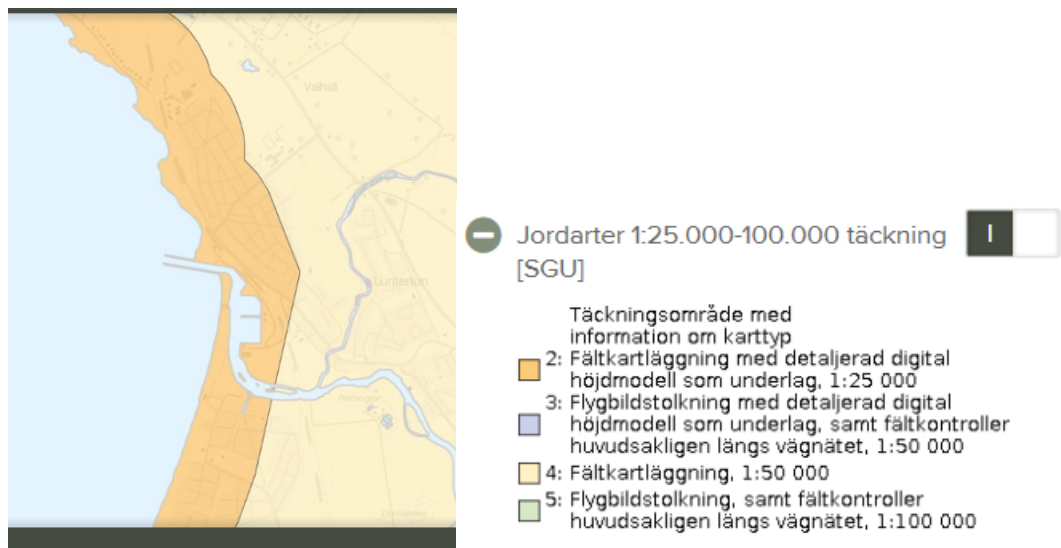 Valhall
Luntertun
Jordarter 1:25.000-100.000 täckning
[SGU]
I
Täckningsområde med
information om karttyp
2: Fältkartläggning med detaljerad digital
höjdmodell som underlag, 1:25 000
3: Flygbildstolkning med detaljerad digital
höjdmodell som underlag, samt fältkontroller
huvudsakligen längs vägnätet, 1:50 000
4: Fältkartläggning, 1:50 000
5: Flygbildstolkning, samt fältkontroller
huvudsakligen längs vägnätet, 1:100 000